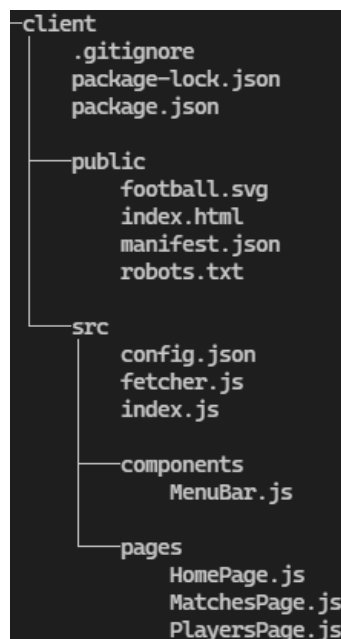 client
.gitignore
package-lock.json
package.json
public
football.svg
index.html
manifest.json
robots.txt
src
config.json
fetcher.js
index.js
components
MenuBar.js
pages
HomePage.js
MatchesPage.js
PlayersPage.js